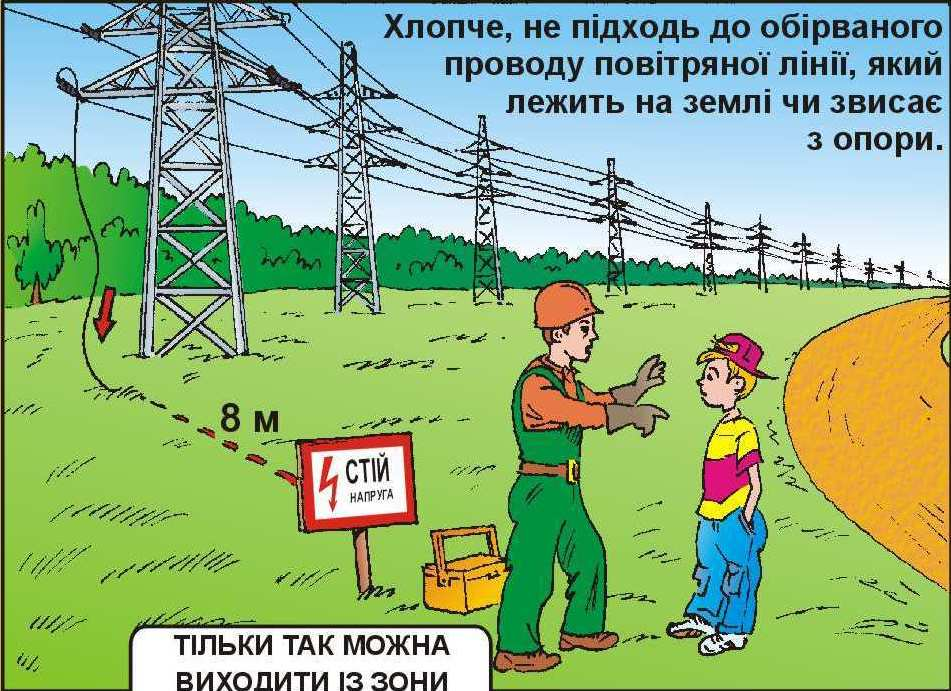 Хлопче, не підходь до обірваного
проводу повітряної лінії, який
лежить на землі чи звисає
з опори.
8 м
СТІЙ
НАПРУГА
ТІЛЬКИ ТАК МОЖНА
ВИХОДИТИ ІЗ ЗОНИ